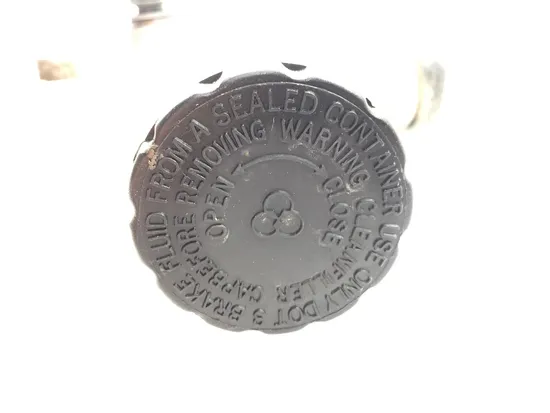 USE ONLY DOT 3 BRAKE FLUID FROM A SEALED CONTAINER
WARNING CLEAN FILLER CAP BEFORE REMOVING
OPEN
CLOSE